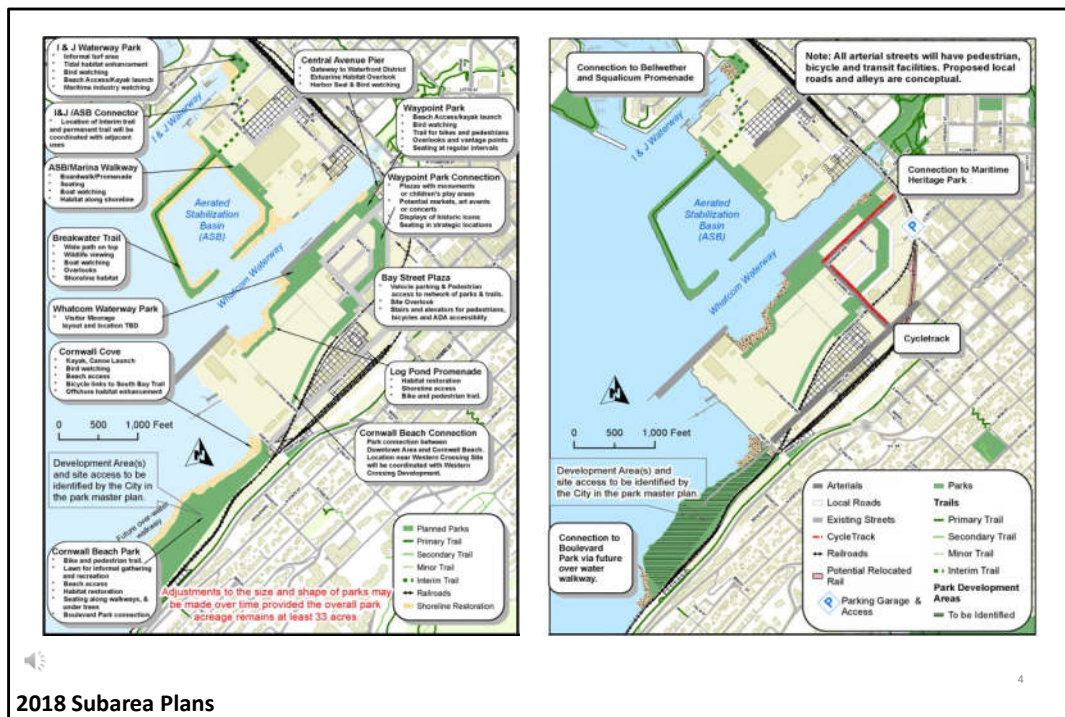 I & J Waterway Park
Informal turf area
Tidal habitat enhancement
Bird watching
Beach Access/Kayak launch
Maritime industry watching
I&J /ASB Connector
Location of Interim trail
and permanent trail will be
coordinated with adjacent
uses
ASB/Marina Walkway
Boardwalk/Promenade
Seating
Boat watching
Habitat along shoreline
Breakwater Trail
Wide path on top
Wildlife viewing
Boat watching
Overlooks
Shoreline habitat
Whatcom Waterway Park
Visitor Moorage
layout and location TBD
Cornwall Cove
Kayak, Canoe Launch
Bird watching
Beach access
Bicycle links to South Bay Trail
Offshore habitat enhancement
0 500 1,000 Feet
Development Area(s)
and site access to be
identified by the City
in the park master plan.
Future over-water
walkway
Cornwall Beach Park
Bike and pedestrian trail.
Lawn for informal gathering
and recreation
Beach access
Habitat restoration
Seating along walkways, &
under trees
Boulevard Park connection
Central Avenue Pier
Gateway to Waterfront District
Estuarine Habitat Overlook
Harbor Seal & Bird watching
Waypoint Park
Beach Access/kayak launch
Bird watching
Trail for bikes and pedestrians
Overlooks and vantage points
Seating at regular intervals
Waypoint Park Connection
Plazas with monuments
or children's play areas
Potential markets, art events
or concerts
Displays of historic icons
Seating in strategic locations
Bay Street Plaza
Vehicle parking & Pedestrian
access to network of parks & trails.
Site Overlook
Stairs and elevators for pedestrians,
bicycles and ADA accessiblity
Log Pond Promenade
Habitat restoration
Shoreline access
Bike and pedestrian trail.
Cornwall Beach Connection
Park connection between
Downtown Area and Cornwell Beach.
Location near Western Crossing Site
will be coordinated with Western
Crossing Development.
I & J Waterway
Aerated
Stabilization
Basin
(ASB)
Whatcom Waterway
Planned Parks
Primary Trail
Secondary Trail
Minor Trail
Interim Trail
Railroads
Shoreline Restoration
Adjustments to the size and shape of parks may
be made over time provided the overall park
acreage remains at least 33 acres
Connection to Bellwether
and Squalicum Promenade
Note: All arterial streets will have pedestrian,
bicycle and transit facilities. Proposed local
roads and alleys are conceptual.
I & J Waterway
Aerated
Stabilization
Basin
(ASB)
Whatcom Waterway
Connection to Maritime
Heritage Park
P
Cycletrack
0 500 1,000 Feet
Development Area(s) and
site access to be identified by
the City in the park master plan.
Connection to
Boulevard
Park via future
over water
walkway.
Arterials
Local Roads
Existing Streets
CycleTrack
Railroads
Potential Relocated
Rail
P Parking Garage &
Access
Parks
Trails
Primary Trail
Secondary Trail
Minor Trail
Interim Trail
Park Development
Areas
To be Identified
4
2018 Subarea Plans